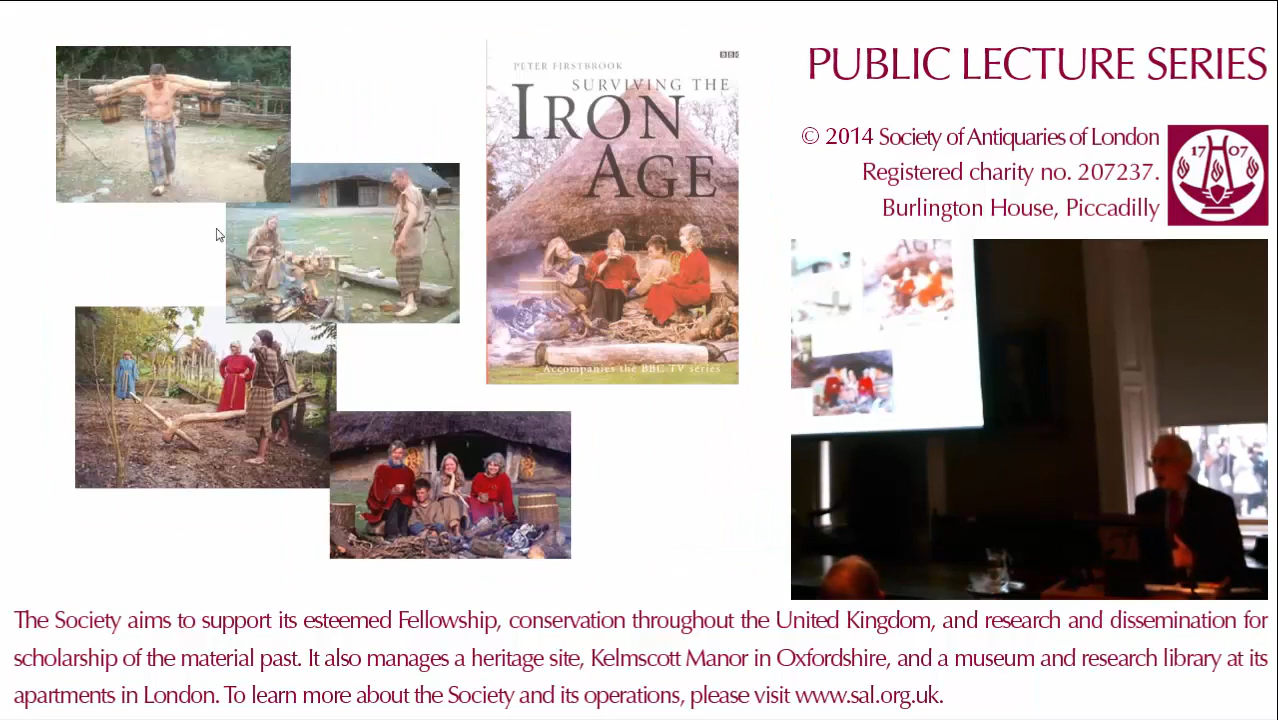 PETER FIRSTBROOK
BBC
SURVIVING THE
IRON
AGE
Accompanies the BBC TV series
PUBLIC LECTURE SERIES
© 2014 Society of Antiquaries of London
Registered charity no. 207237.
Burlington House, Piccadilly
17 07
AGE
The Society aims to support its esteemed Fellowship, conservation throughout the United Kingdom, and research and dissemination for
scholarship of the material past. It also manages a heritage site, Kelmscott Manor in Oxfordshire, and a museum and research library at its
apartments in London. To learn more about the Society and its operations, please visit www.sal.org.uk.